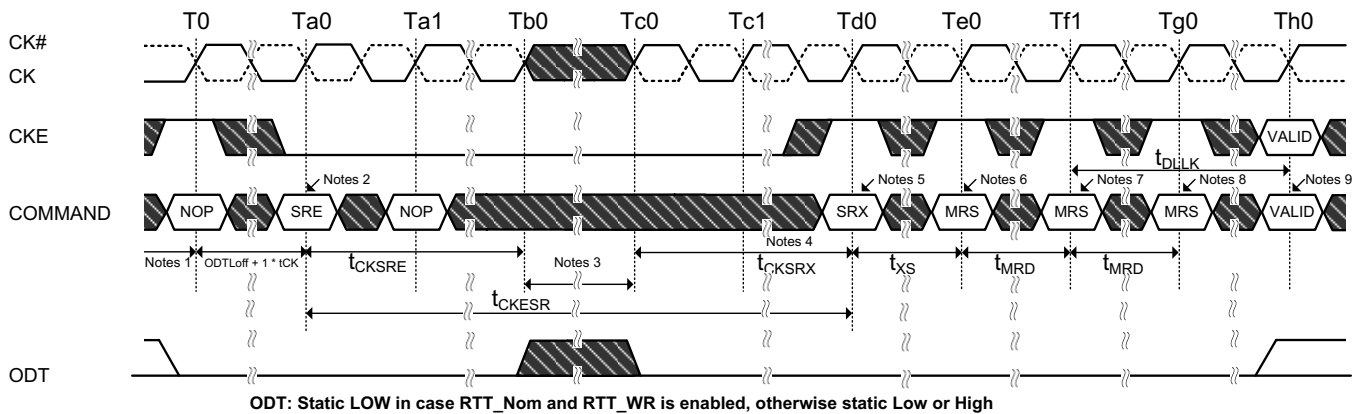 T0 Ta0 Ta1 Tb0 Tc0 Tc1 Td0 Te0 Tf1 Tg0 Th0
CK#
CK
CKE
VALID
tDLLK
Notes 2 Notes 5 Notes 6 Notes 7 Notes 8 Notes 9
COMMAND NOP SRE NOP SRX MRS MRS MRS VALID
Notes 1 ODTLoff + 1 * tCK tCKSRE Notes 3 Notes 4 tCKSRX tXS tMRD tMRD
tCKESR
ODT
ODT: Static LOW in case RTT_Nom and RTT_WR is enabled, otherwise static Low or High